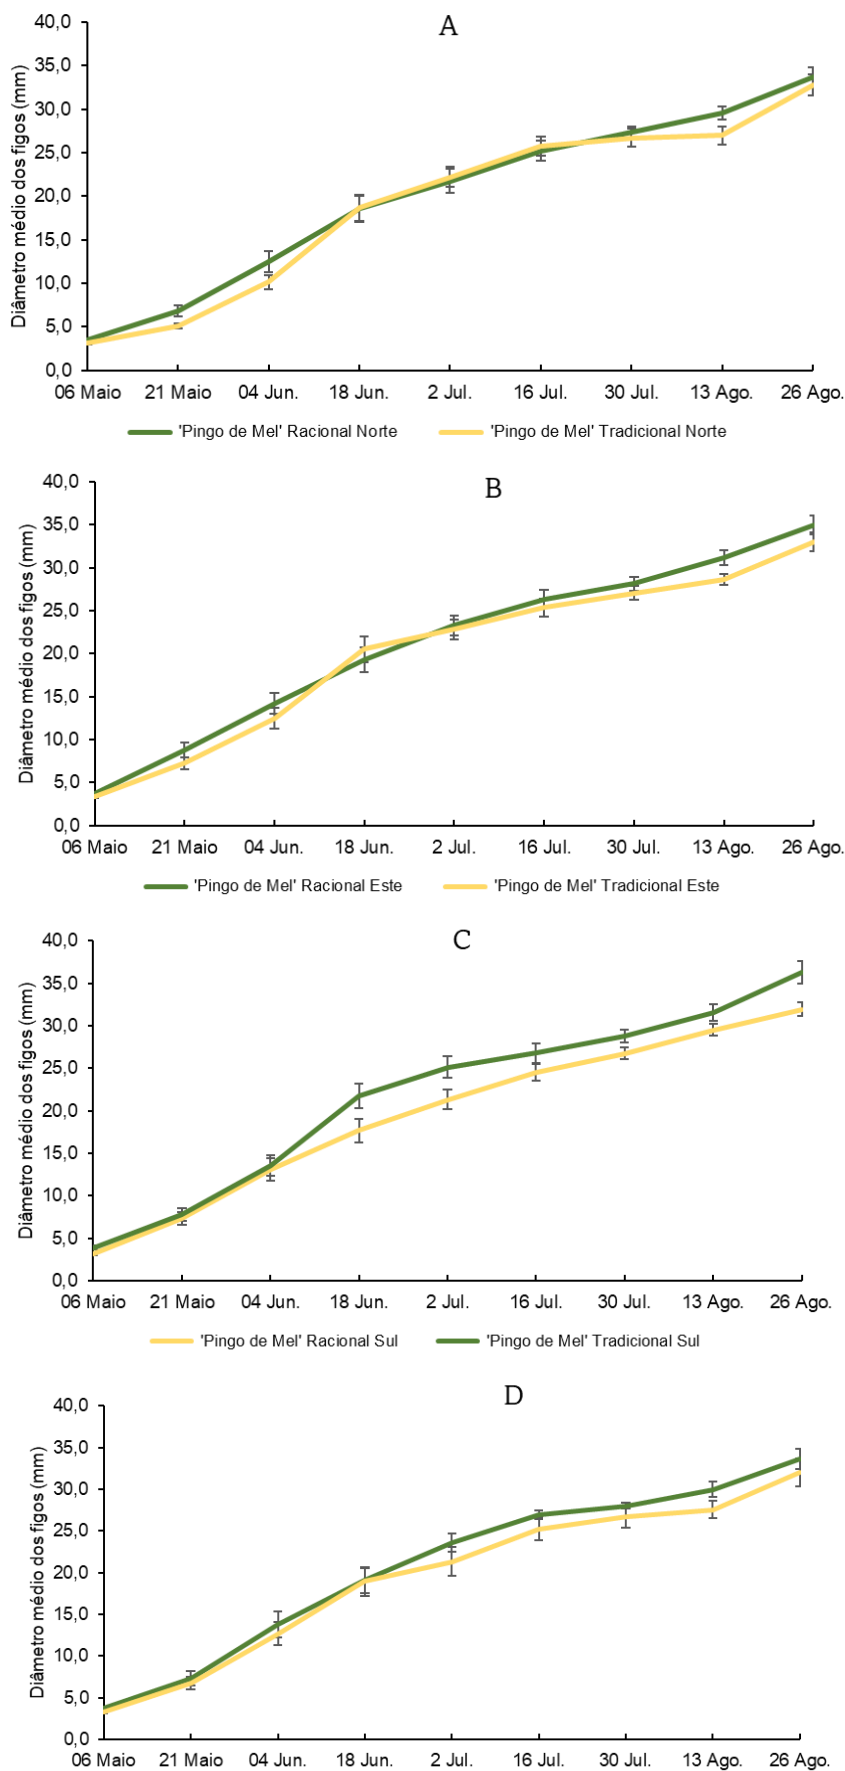 A
Diâmetro médio dos figos (mm)
40,0
35,0
30,0
25,0
20,0
15,0
10,0
5,0
0,0
06 Maio 21 Maio 04 Jun. 18 Jun. 2 Jul. 16 Jul. 30 Jul. 13 Ago. 26 Ago.
'Pingo de Mel' Racional Norte 'Pingo de Mel' Tradicional Norte
B
Diâmetro médio dos figos (mm)
40,0
35,0
30,0
25,0
20,0
15,0
10,0
5,0
0,0
06 Maio 21 Maio 04 Jun. 18 Jun. 2 Jul. 16 Jul. 30 Jul. 13 Ago. 26 Ago.
'Pingo de Mel' Racional Este 'Pingo de Mel' Tradicional Este
C
Diâmetro médio dos figos (mm)
40,0
35,0
30,0
25,0
20,0
15,0
10,0
5,0
0,0
06 Maio 21 Maio 04 Jun. 18 Jun. 2 Jul. 16 Jul. 30 Jul. 13 Ago. 26 Ago.
'Pingo de Mel' Racional Sul 'Pingo de Mel' Tradicional Sul
D
Diâmetro médio dos figos (mm)
40,0
35,0
30,0
25,0
20,0
15,0
10,0
5,0
0,0
06 Maio 21 Maio 04 Jun. 18 Jun. 2 Jul. 16 Jul. 30 Jul. 13 Ago. 26 Ago.